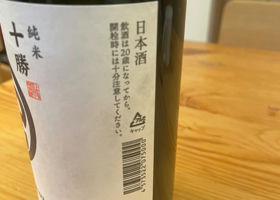 純米
十勝
日本酒
飲酒は20歳になってから。
開栓時には十分注意してください。
キャップ